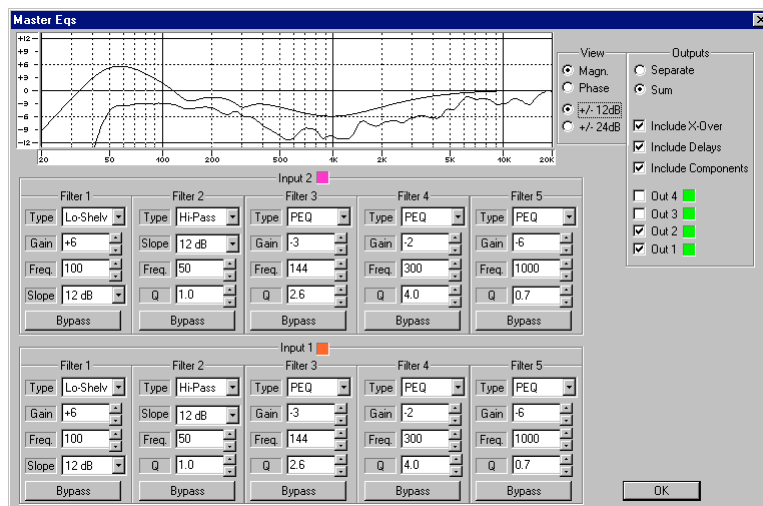 Master Eqs
+12
+9
+6
+3
0
-3
-6
-9
-12
20 50 100 200 500 1K 2K 5K 10K 20K
View
Magn.
Phase
+/- 12dB
+/- 24dB
Outputs
Separate
Sum
Include X-Over
Include Delays
Include Components
Out 4
Out 3
Out 2
Out 1
Input 2
Filter 1 Filter 2 Filter 3 Filter 4 Filter 5
Type Lo-Shelv Type Hi-Pass Type PEQ Type PEQ Type PEQ
Gain +6 Slope 12 dB Gain -3 Gain -2 Gain -6
Freq. 100 Freq. 50 Freq. 144 Freq. 300 Freq. 1000
Slope 12 dB Q 1.0 Q 2.6 Q 4.0 Q 0.7
Bypass Bypass Bypass Bypass Bypass
Input 1
Filter 1 Filter 2 Filter 3 Filter 4 Filter 5
Type Lo-Shelv Type Hi-Pass Type PEQ Type PEQ Type PEQ
Gain +6 Slope 12 dB Gain -3 Gain -2 Gain -6
Freq. 100 Freq. 50 Freq. 144 Freq. 300 Freq. 1000
Slope 12 dB Q 1.0 Q 2.6 Q 4.0 Q 0.7
Bypass Bypass Bypass Bypass Bypass
OK